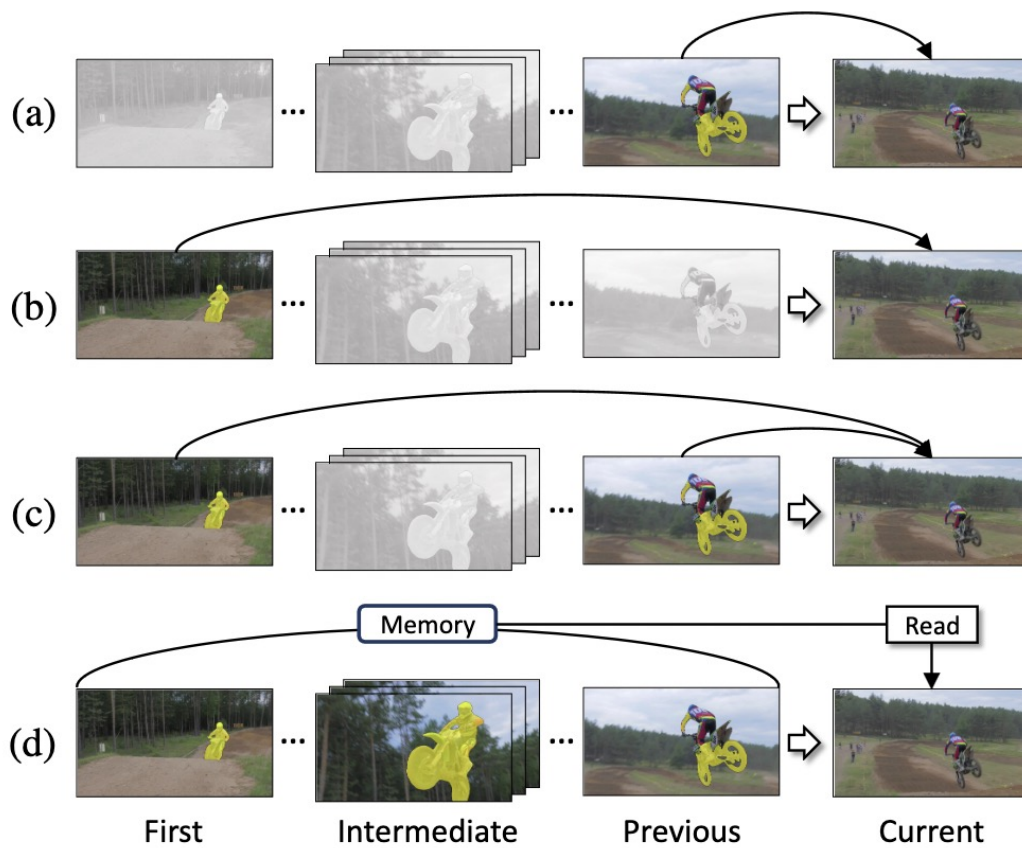 (a)
... ...
(b)
... ...
(c)
... ...
Memory Read
(d)
... ...
First Intermediate Previous Current